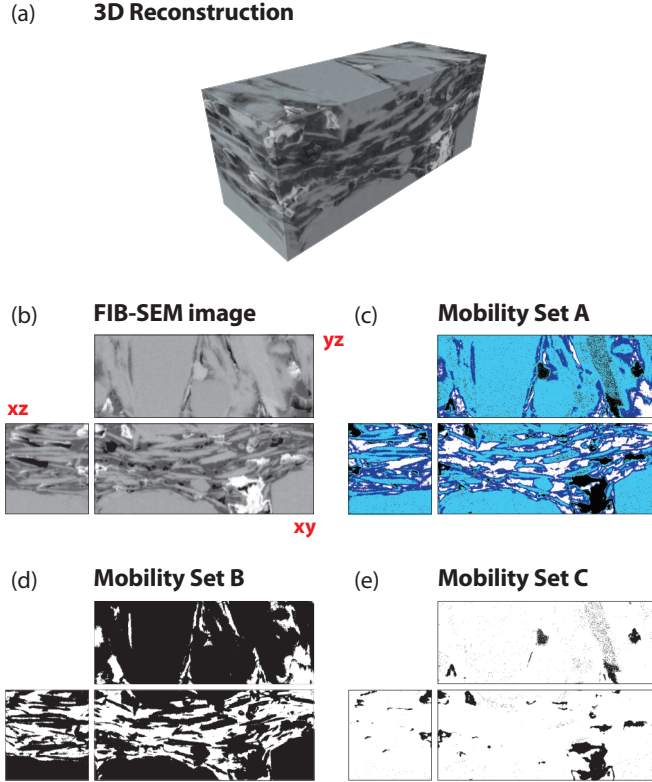 (a) 3D Reconstruction
(b) FIB-SEM image
(c) Mobility Set A
yz
xz
xy
(d) Mobility Set B
(e) Mobility Set C